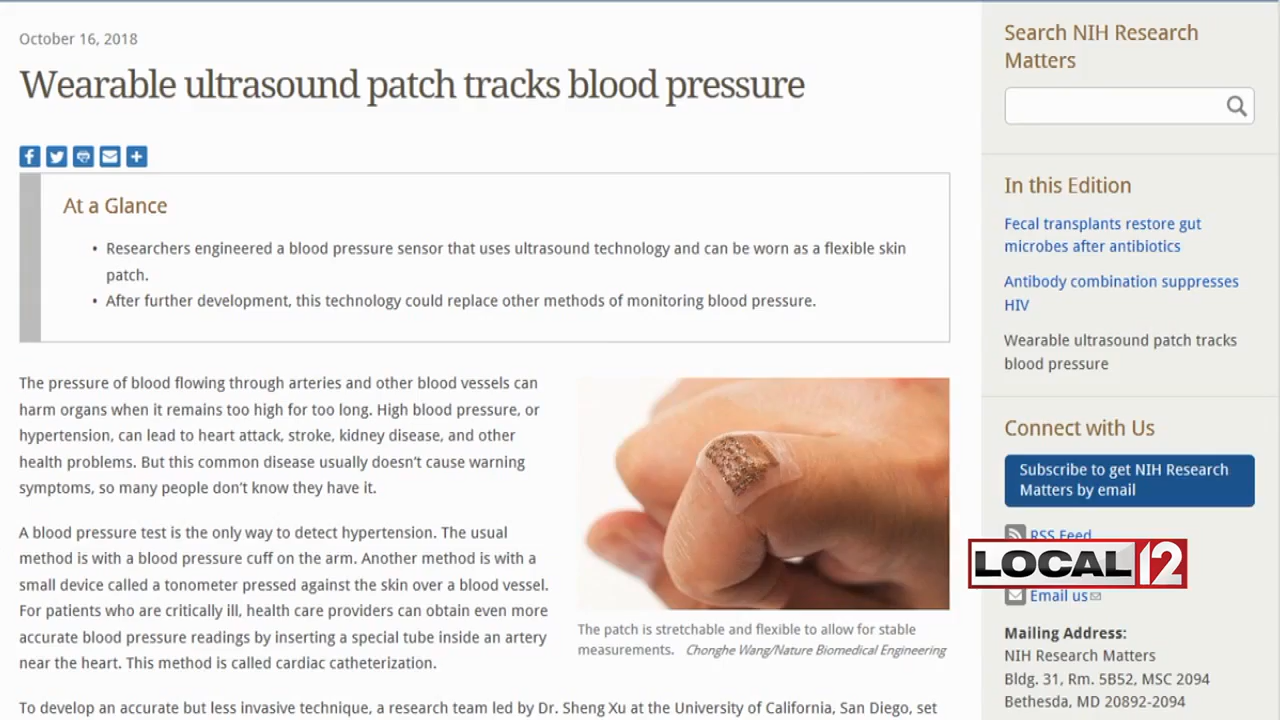 October 16, 2018
Wearable ultrasound patch tracks blood pressure
At a Glance
• Researchers engineered a blood pressure sensor that uses ultrasound technology and can be worn as a flexible skin
patch.
• After further development, this technology could replace other methods of monitoring blood pressure.
The pressure of blood flowing through arteries and other blood vessels can
harm organs when it remains too high for too long. High blood pressure, or
hypertension, can lead to heart attack, stroke, kidney disease, and other
health problems. But this common disease usually doesn't cause warning
symptoms, so many people don't know they have it.
A blood pressure test is the only way to detect hypertension. The usual
method is with a blood pressure cuff on the arm. Another method is with a
small device called a tonometer pressed against the skin over a blood vessel.
For patients who are critically ill, health care providers can obtain even more
accurate blood pressure readings by inserting a special tube inside an artery
near the heart. This method is called cardiac catheterization.
The patch is stretchable and flexible to allow for stable
measurements. Chonghe Wang/Nature Biomedical Engineering
To develop an accurate but less invasive technique, a research team led by Dr. Sheng Xu at the University of California, San Diego, set
Search NIH Research
Matters
In this Edition
Fecal transplants restore gut
microbes after antibiotics
Antibody combination suppresses
HIV
Wearable ultrasound patch tracks
blood pressure
Connect with Us
Subscribe to get NIH Research
Matters by email
RSS Feed
LOCAL 12
Email us
Mailing Address:
NIH Research Matters
Bldg. 31, Rm. 5B52, MSC 2094
Bethesda, MD 20892-2094